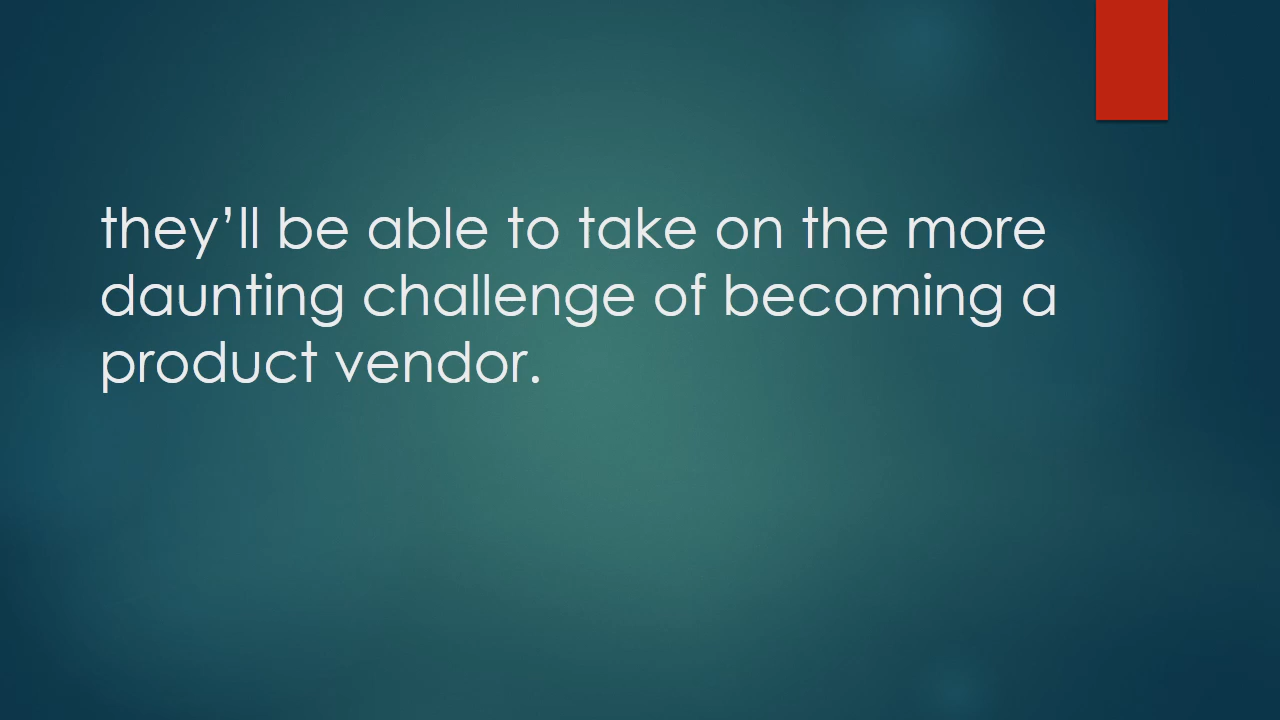 they’ll be able to take on the more
daunting challenge of becoming a
product vendor.